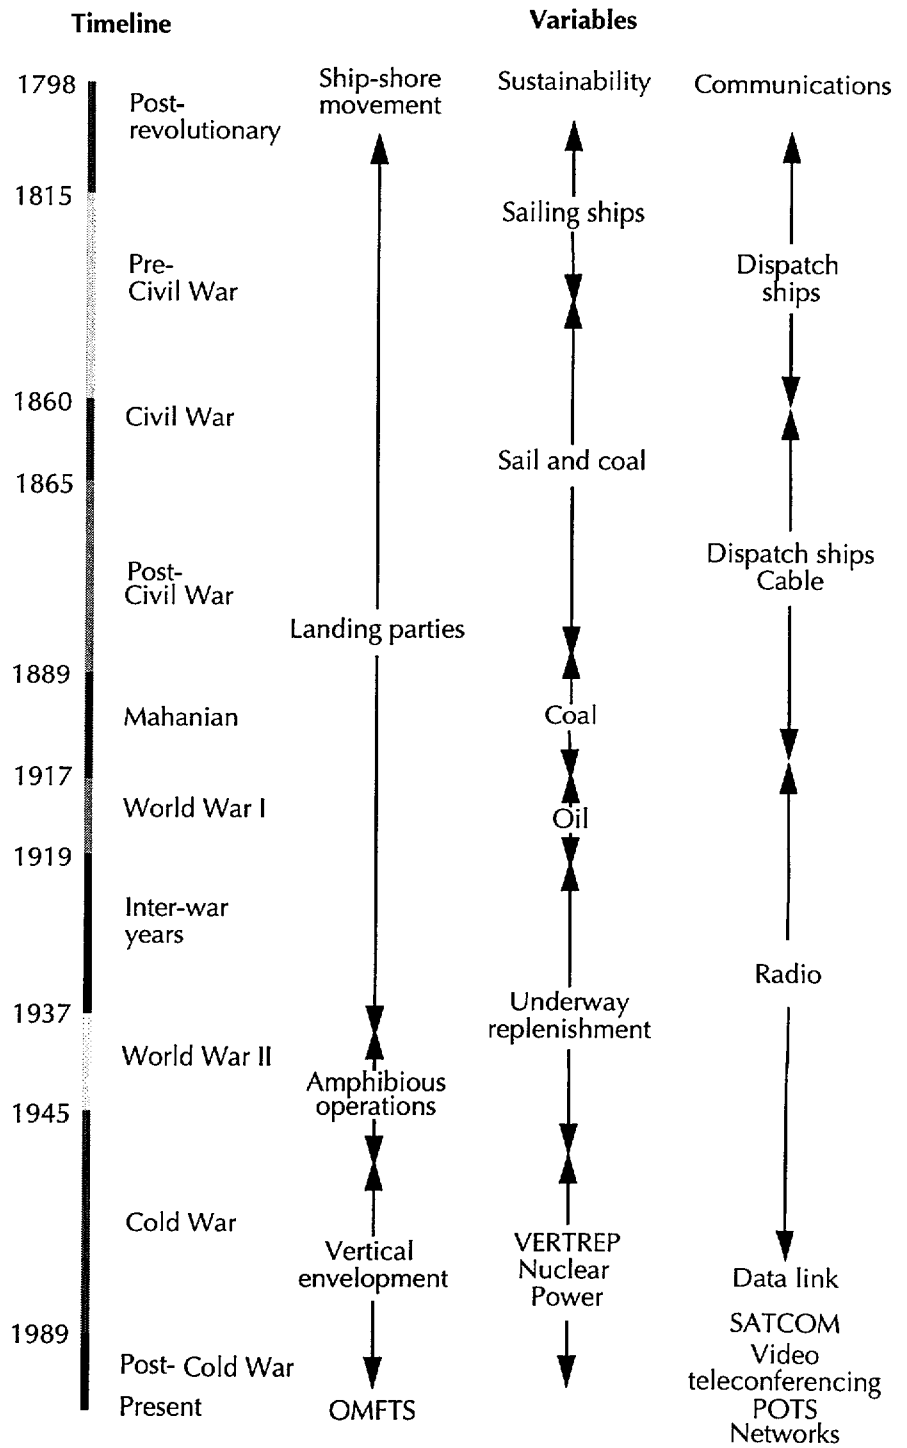 Timeline
Variables
1798
Post-
revolutionary
1815
Pre-
Civil War
1860
Civil War
1865
Post-
Civil War
1889
Mahanian
1917
World War I
1919
Inter-war
years
1937
World War II
1945
Cold War
1989
Post- Cold War
Present
Ship-shore
movement
Landing parties
Amphibious
operations
Vertical
envelopment
OMFTS
Sustainability
Sailing ships
Sail and coal
Coal
Oil
Underway
replenishment
VERTREP
Nuclear
Power
Communications
Dispatch
ships
Dispatch ships
Cable
Radio
Data link
SATCOM
Video
teleconferencing
POTS
Networks